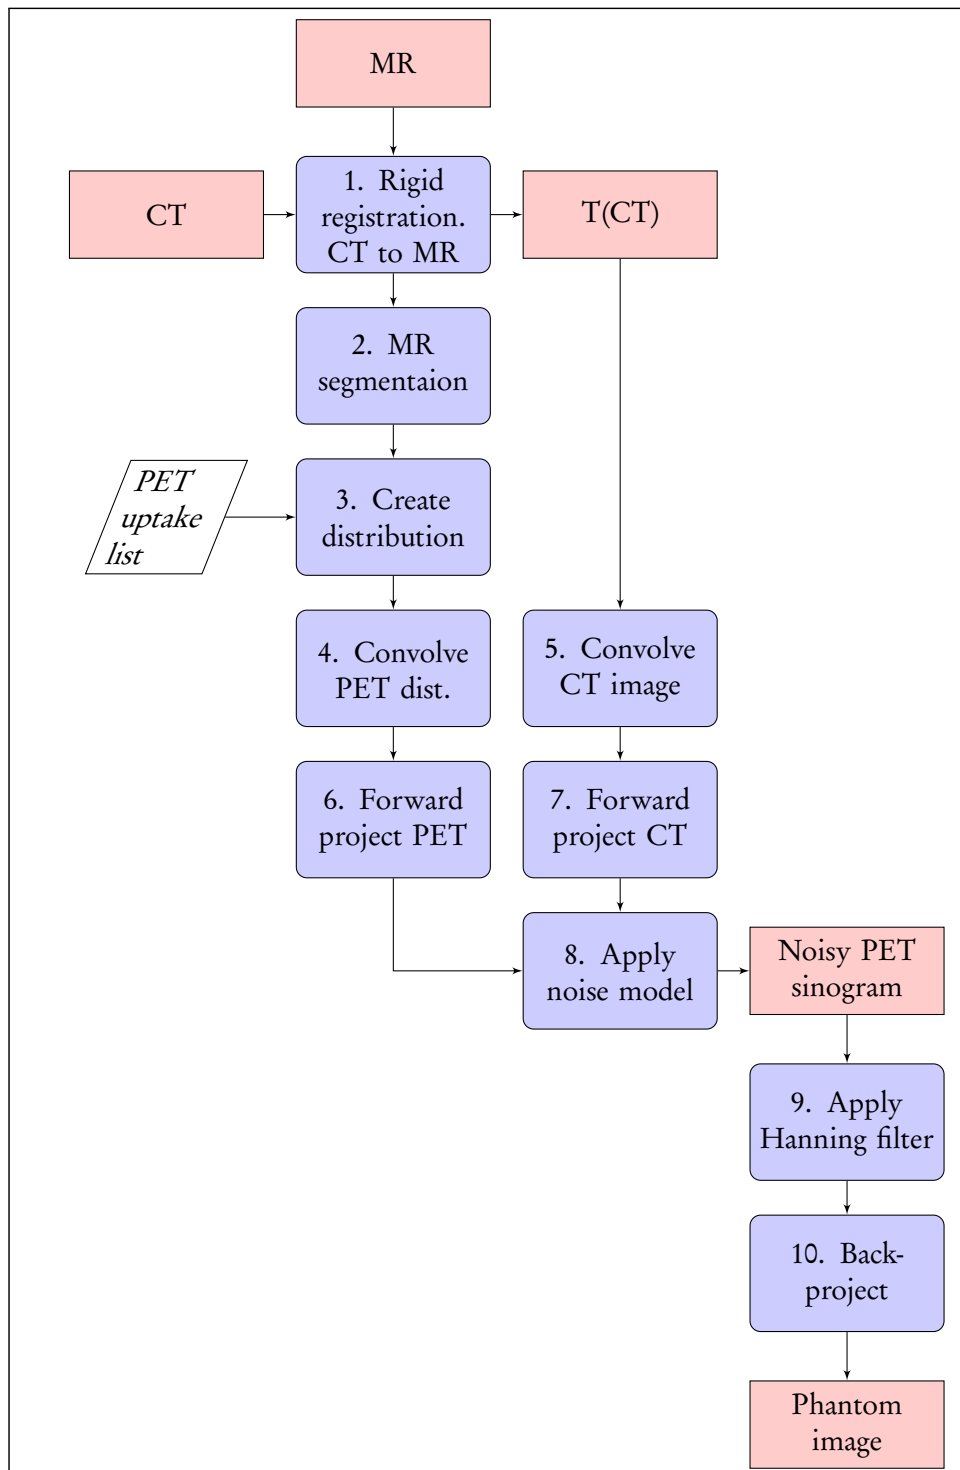 MR
CT
1. Rigid
registration.
CT to MR
T(CT)
2. MR
segmentaion
PET
uptake
list
3. Create
distribution
4. Convolve
PET dist.
5. Convolve
CT image
6. Forward
project PET
7. Forward
project CT
8. Apply
noise model
Noisy PET
sinogram
9. Apply
Hanning filter
10. Back-
project
Phantom
image